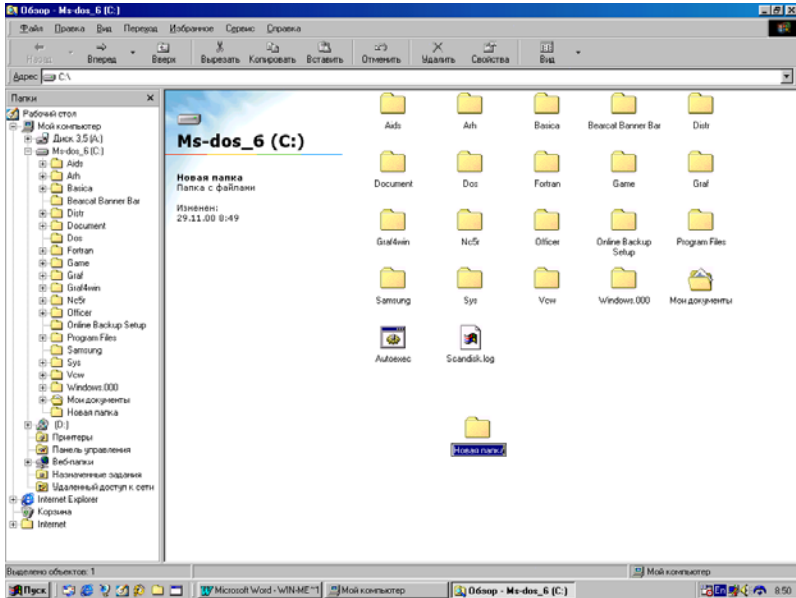 Обзор - Ms-dos_6 (C:)
Файл Правка Вид Переход Избранное Сервис Справка
Назад Вперед Вверх Вырезать Копировать Вставить Отменить Удалить Свойства Вид
Адрес C:\
Папки
Рабочий стол
Мой компьютер
Диск 3,5 (A:)
Ms-dos_6 (C:)
Aids
Arh
Basica
Bearcat Banner Bar
Distr
Document
Dos
Fortran
Game
Graf
Graf4win
Nc5r
Officer
Online Backup Setup
Program Files
Samsung
Sys
Vcw
Windows.000
Мои документы
Новая папка
(D:)
Принтеры
Панель управления
Веб-папки
Назначенные задания
Удаленный доступ к сети
Internet Explorer
Корзина
Internet
Ms-dos_6 (C:)
Новая папка
Папка с файлами
Изменен:
29.11.00 8:49
Aids Arh Basica Bearcat Banner Bar Distr
Document Dos Fortran Game Graf
Graf4win Nc5r Officer Online Backup Setup Program Files
Samsung Sys Vcw Windows.000 Мои документы
Autoexec Scandisk.log
Новая папка
Выделено объектов: 1 Мой компьютер
Пуск Microsoft Word - WIN-ME~1 Мой компьютер Обзор - Ms-dos_6 (C:) En 8:50